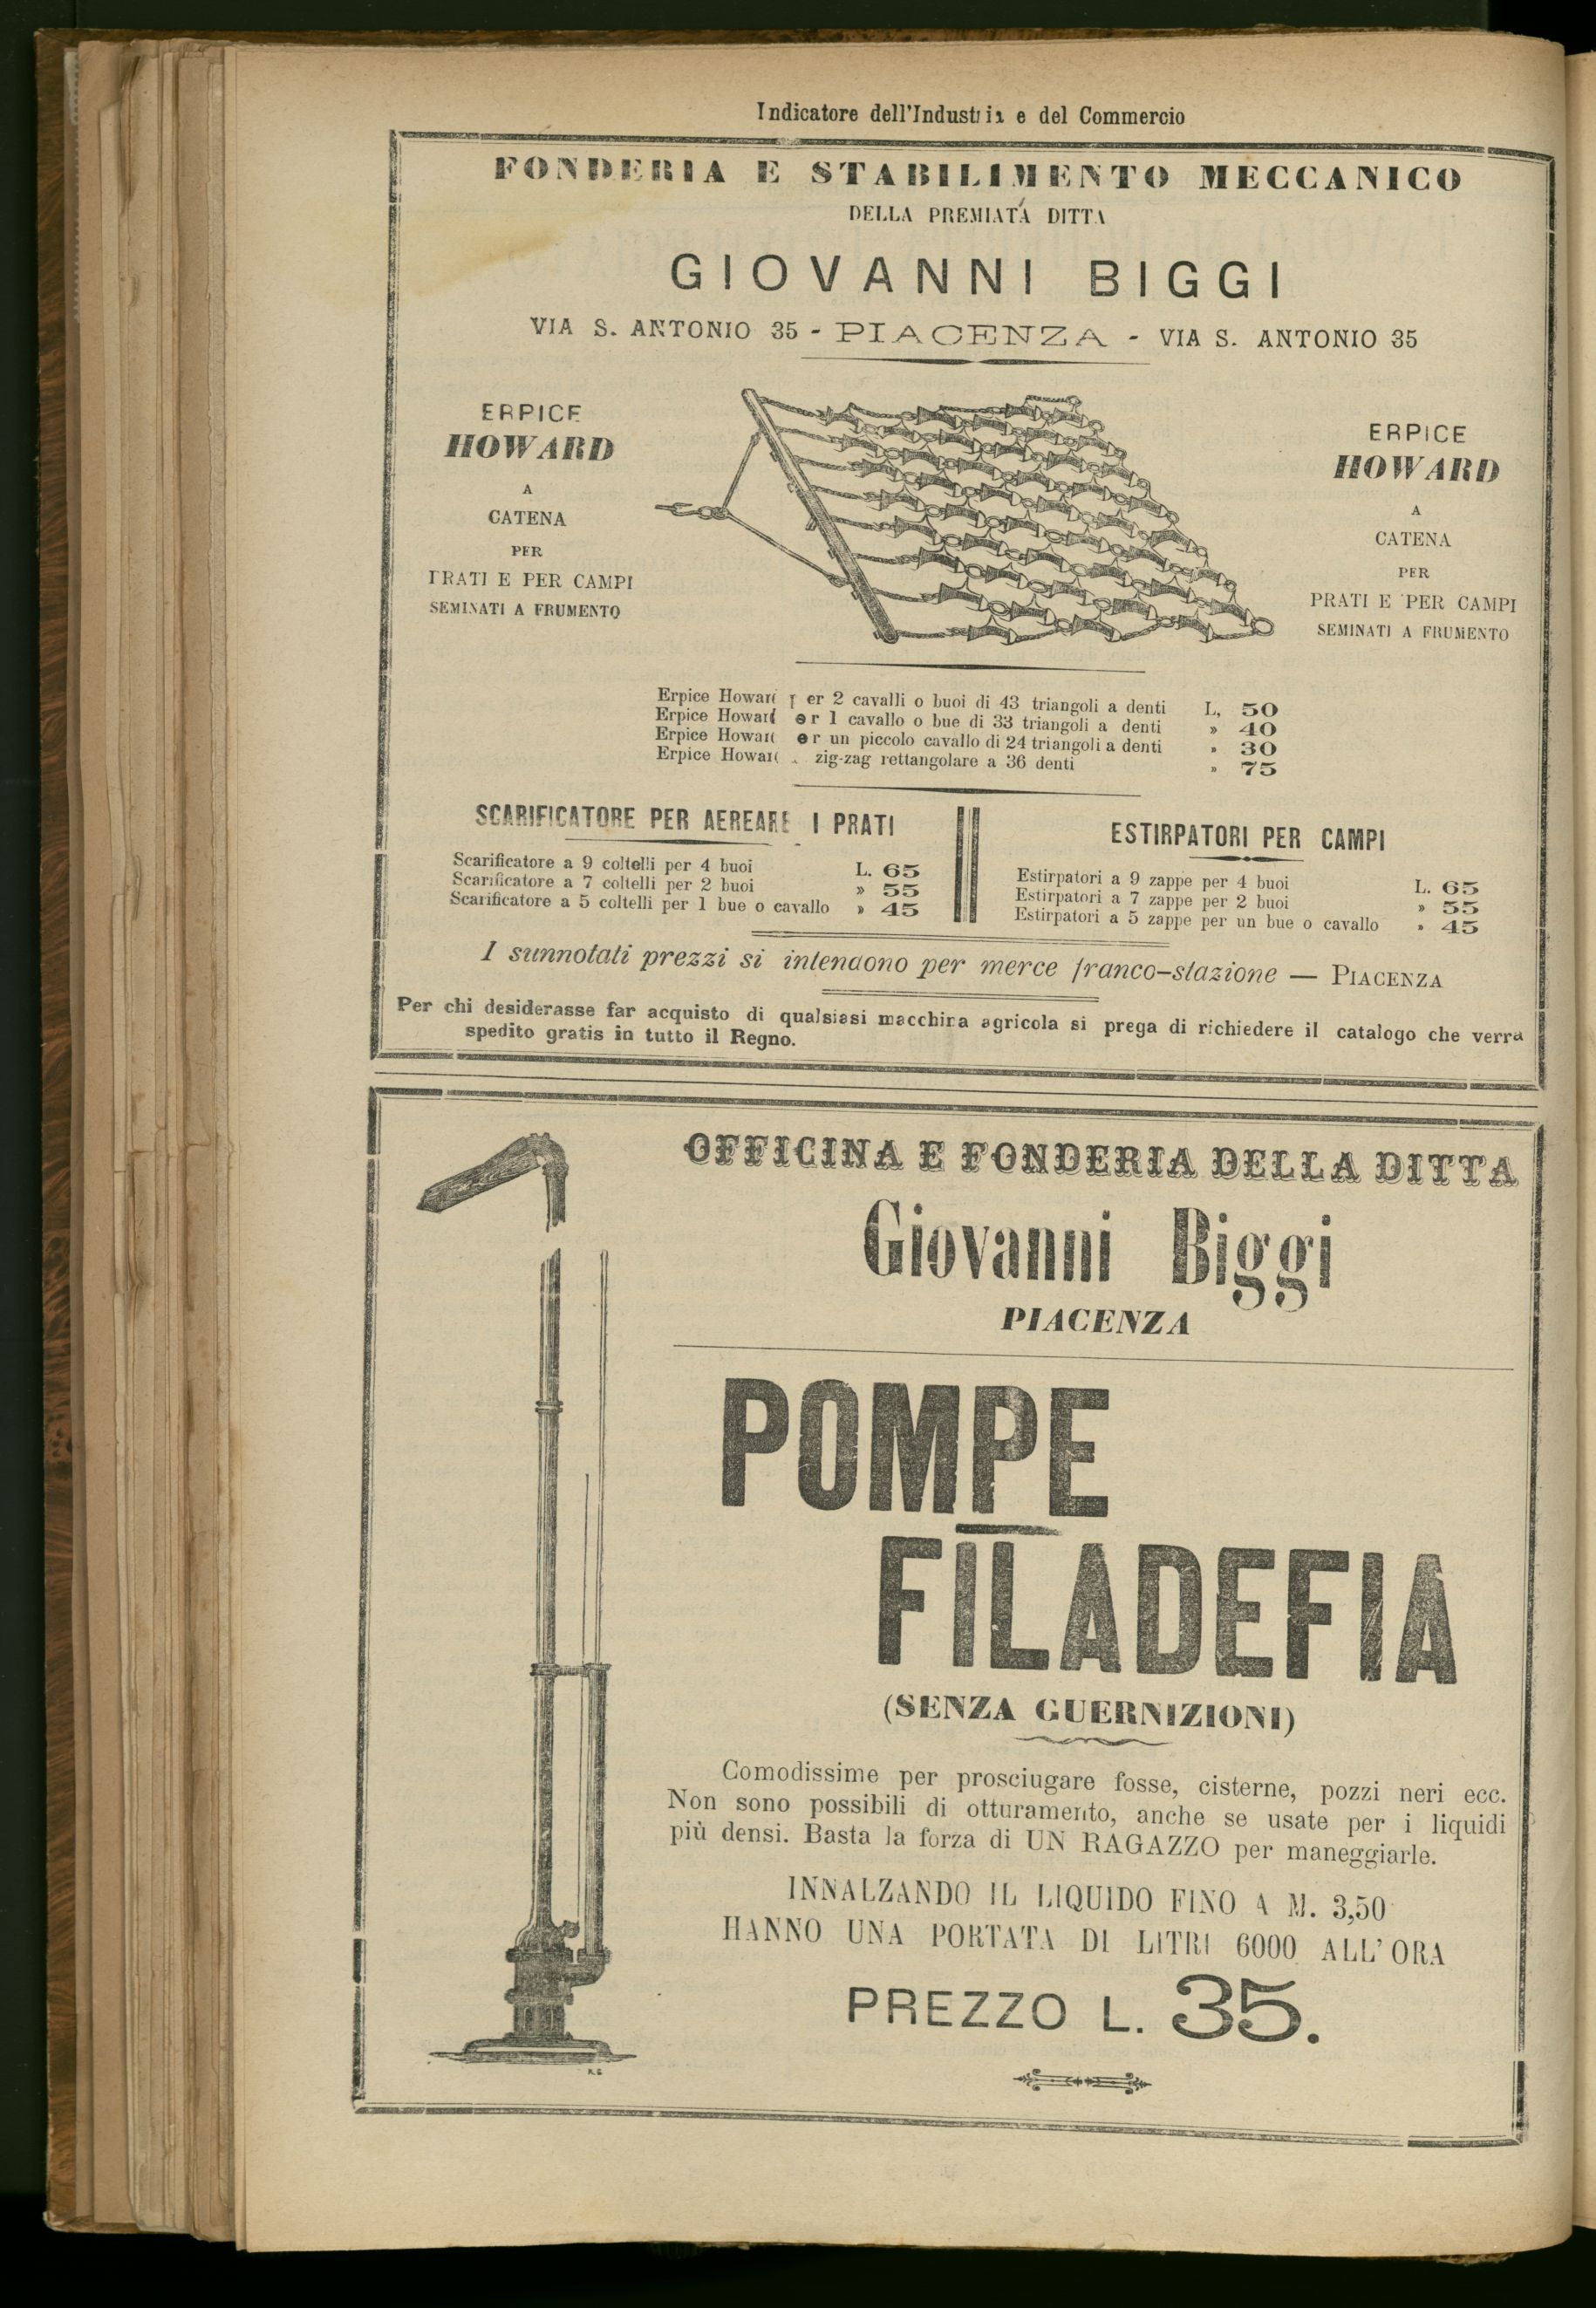 Indicatore dell'Industria e del Commercio
FONDERIA E STABILIMENTO MECCANICO
DELLA PREMIATA DITTA
GIOVANNI BIGGI
VIA S. ANTONIO 35 - PIACENZA - VIA S. ANTONIO 35
ERPICE
HOWARD
A
CATENA
PER
PRATI E PER CAMPI
SEMINATI A FRUMENTO
ERPICE
HOWARD
A
CATENA
PER
PRATI E PER CAMPI
SEMINATI A FRUMENTO
Erpice Howard per 2 cavalli o buoi di 43 triangoli a denti L. 50
Erpice Howard er 1 cavallo o bue di 33 triangoli a denti » 40
Erpice Howard er un piccolo cavallo di 24 triangoli a denti » 30
Erpice Howard zig-zag rettangolare a 36 denti » 75
SCARIFICATORE PER AEREARE I PRATI
Scarificatore a 9 coltelli per 4 buoi L. 65
Scarificatore a 7 coltelli per 2 buoi » 55
Scarificatore a 5 coltelli per 1 bue o cavallo » 45
ESTIRPATORI PER CAMPI
Estirpatori a 9 zappe per 4 buoi L. 65
Estirpatori a 7 zappe per 2 buoi » 55
Estirpatori a 5 zappe per un bue o cavallo » 45
I sunnotati prezzi si intendono per merce franco-stazione — PIACENZA
Per chi desiderasse far acquisto di qualsiasi macchina agricola si prega di richiedere il catalogo che verrà
spedito gratis in tutto il Regno.
OFFICINA E FONDERIA DELLA DITTA
Giovanni Biggi
PIACENZA
POMPE
FILADEFIA
(SENZA GUERNIZIONI)
Comodissime per prosciugare fosse, cisterne, pozzi neri ecc.
Non sono possibili di otturamento, anche se usate per i liquidi
più densi. Basta la forza di UN RAGAZZO per maneggiarle.
INNALZANDO IL LIQUIDO FINO A M. 3,50
HANNO UNA PORTATA DI LITRI 6000 ALL'ORA
PREZZO L. 35.